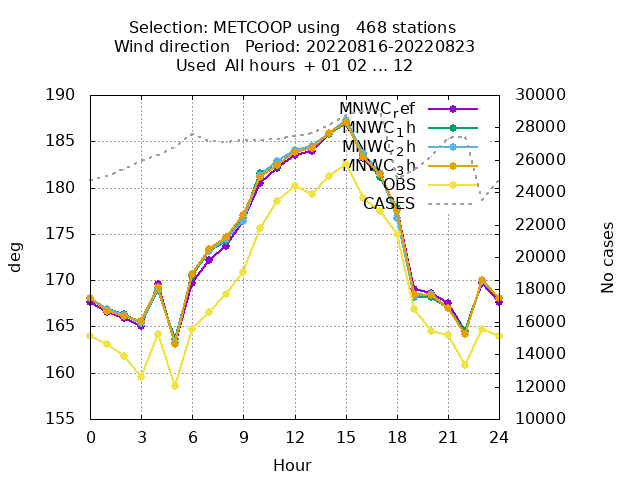 Selection: METCOOP using 468 stations
Wind direction Period: 20220816-20220823
Used All hours + 01 02 ... 12
190
185
180
175
170
165
160
155
deg
30000
28000
26000
24000
22000
20000
18000
16000
14000
12000
10000
No cases
MNWC_ref
MNWC_1h
MNWC_2h
MNWC_3h
OBS
CASES
0 3 6 9 12 15 18 21 24
Hour